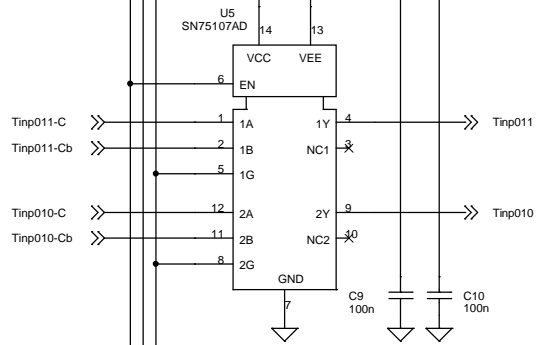 U5
SN75107AD
14 13
VCC VEE
6 EN
Tinp011-C 1 1A 1Y 4 Tinp011
Tinp011-Cb 2 1B NC1 3
5 1G
Tinp010-C 12 2A 2Y 9 Tinp010
Tinp010-Cb 11 2B NC2 10
8 2G
GND
7
C9 C10
100n 100n